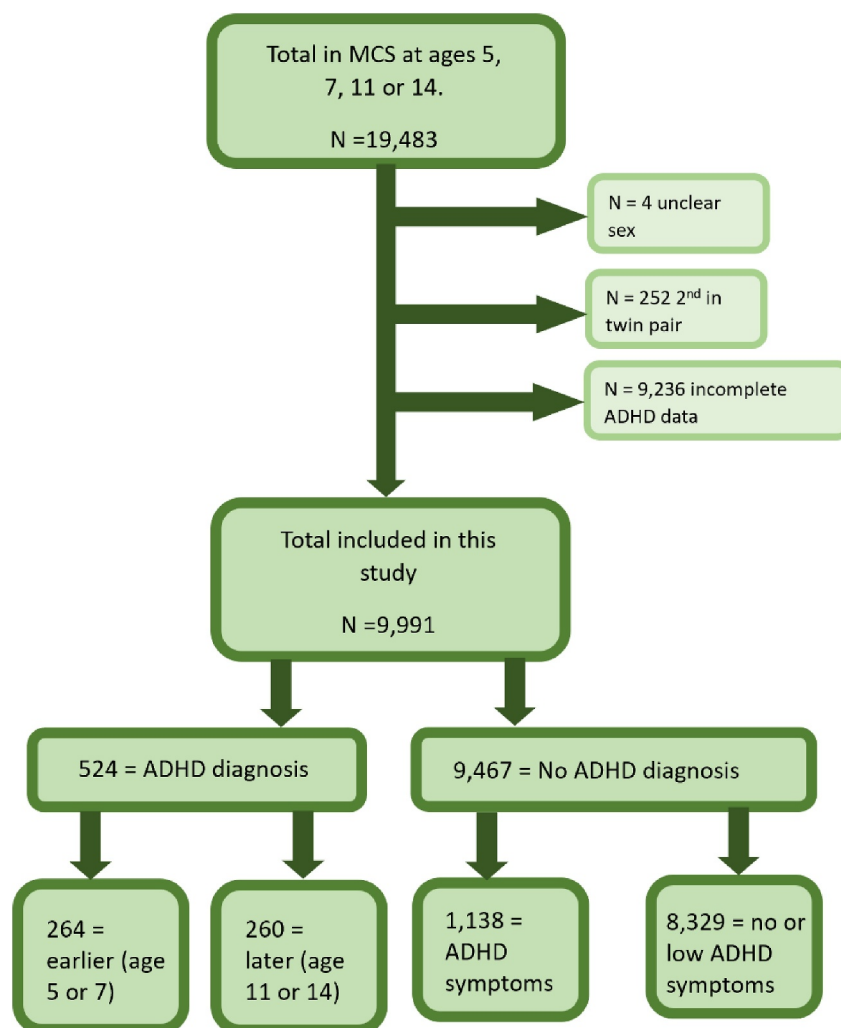 Total in MCS at ages 5,
7, 11 or 14.
N =19,483
N = 4 unclear
sex
N = 252 2nd in
twin pair
N = 9,236 incomplete
ADHD data
Total included in this
study
N =9,991
524 = ADHD diagnosis
9,467 = No ADHD diagnosis
264 =
earlier (age
5 or 7)
260 =
later (age
11 or 14)
1,138 =
ADHD
symptoms
8,329 = no or
low ADHD
symptoms